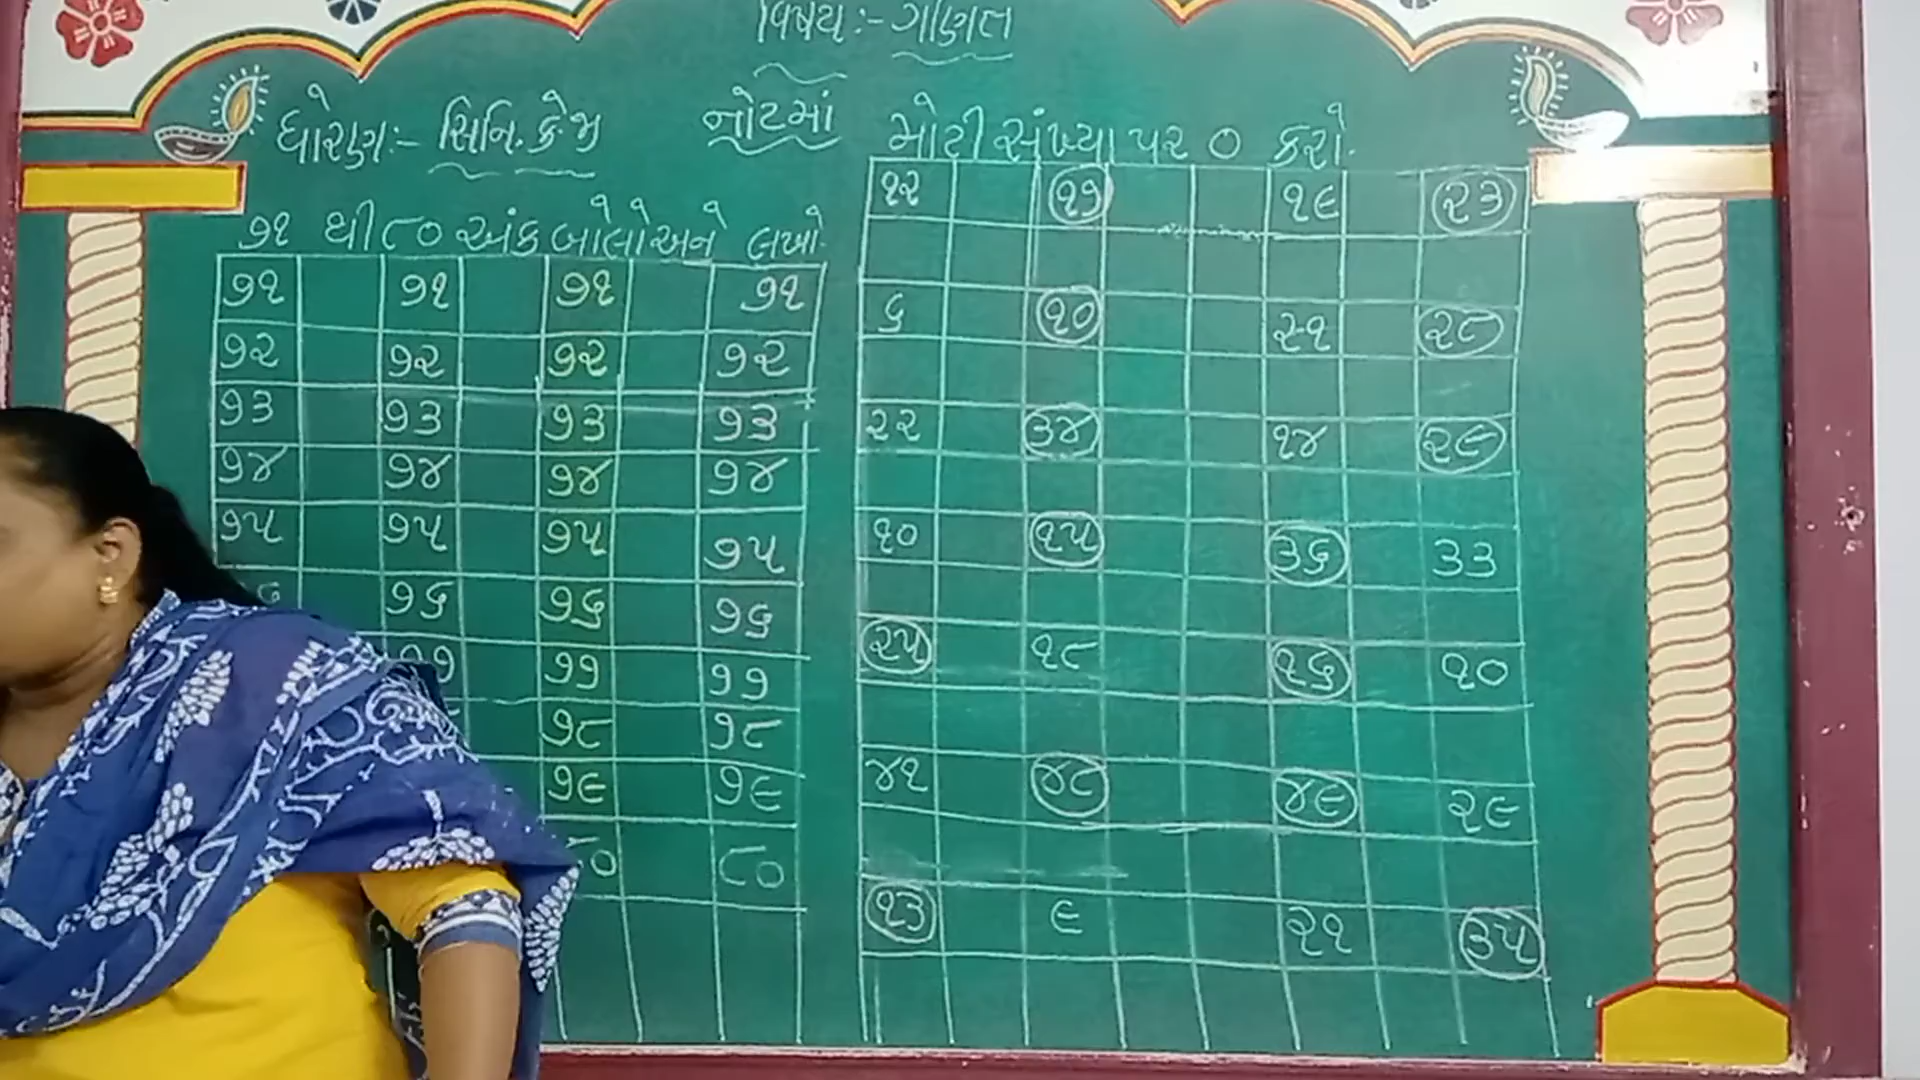 વિષય:- ગણિત
ધોરણ:- સિનિ.કે.જી
નોટમાં
૭૧ થી ૮૦ અંક બોલો અને લખો.
૭૧ ૭૧ ૭૧ ૭૧
૭૨ ૭૨ ૭૨ ૭૨
૭૩ ૭૩ ૭૩ ૭૩
૭૪ ૭૪ ૭૪ ૭૪
૭૫ ૭૫ ૭૫ ૭૫
૭૬ ૭૬ ૭૬
૭૭ ૭૭ ૭૭
૭૮ ૭૮
૭૯ ૭૯
૮૦ ૮૦
મોટી સંખ્યા પર ૦ કરો.
૧૨ ૧૭ ૧૯ ૨૩
૬ ૧૦ ૨૧ ૨૮
૨૨ ૩૪ ૧૪ ૨૯
૧૦ ૧૫ ૩૬ ૩૩
૨૫ ૧૮ ૧૬ ૧૦
૪૧ ૪૮ ૪૯ ૨૯
૧૩ ૯ ૨૧ ૩૫